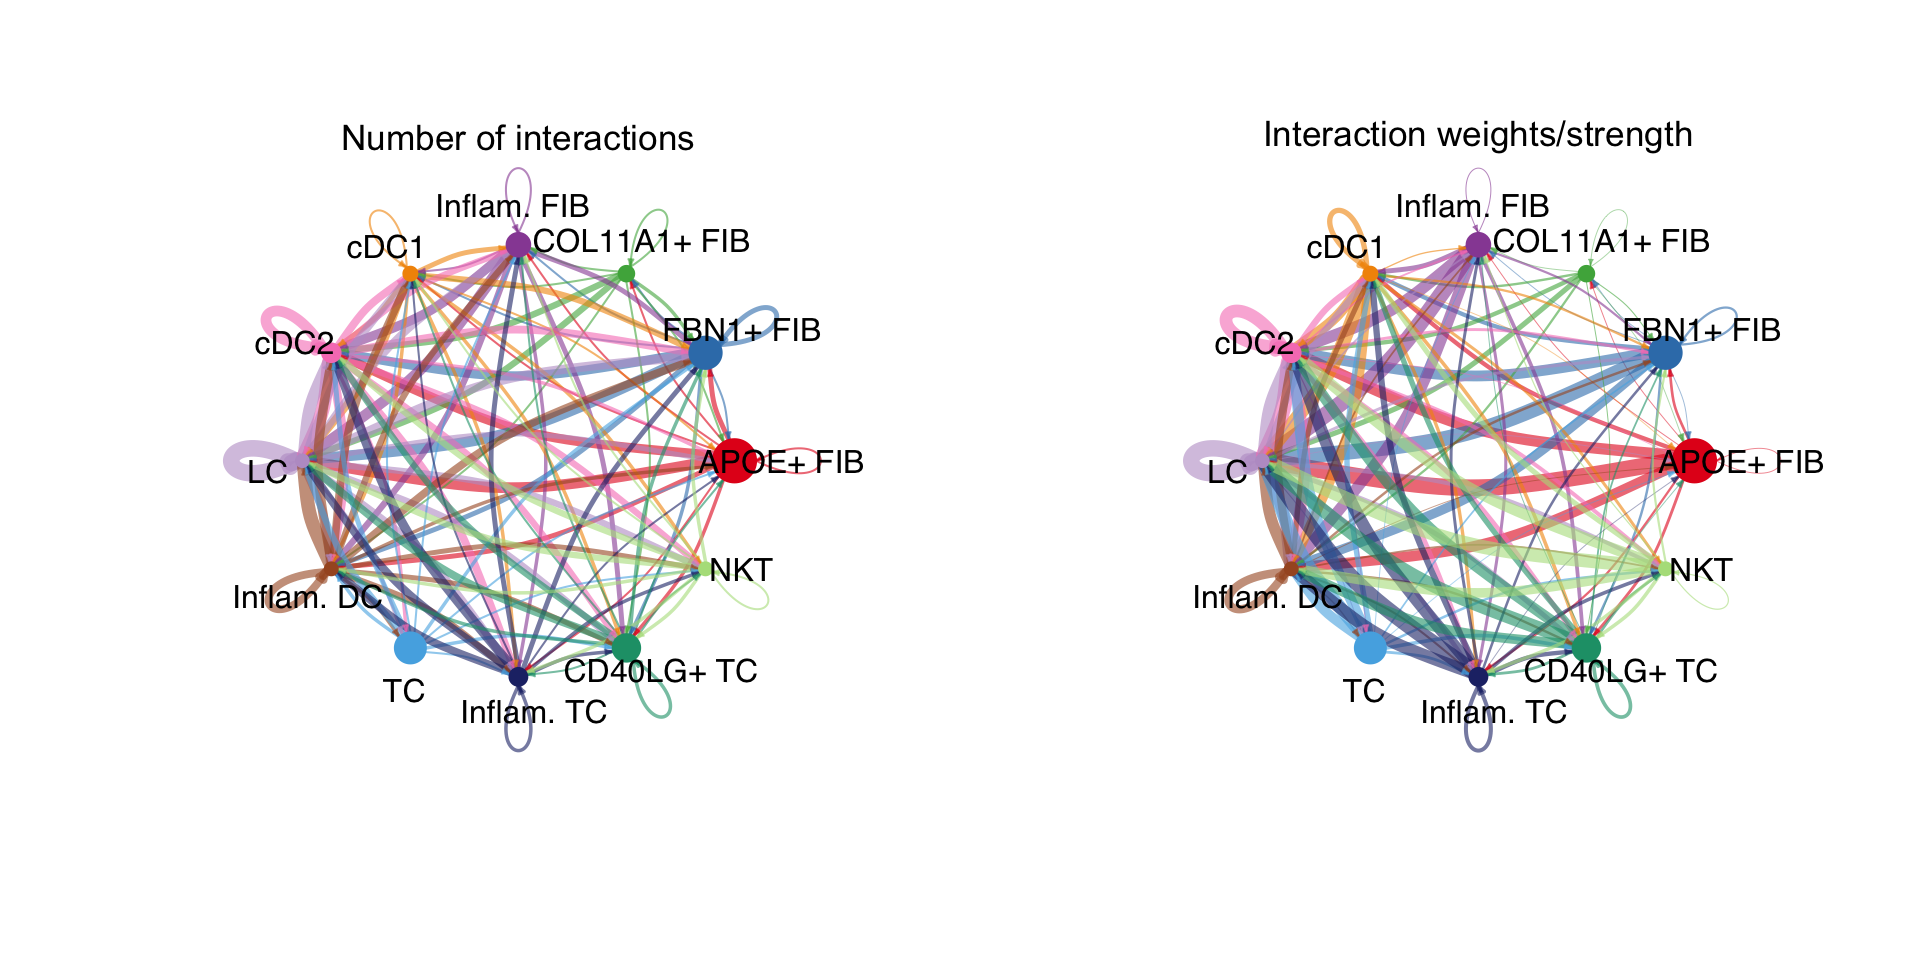 Number of interactions
Inflam. FIB
COL11A1+ FIB
cDC1
FBN1+ FIB
cDC2
APOE+ FIB
LC
NKT
Inflam. DC
CD40LG+ TC
TC
Inflam. TC
Interaction weights/strength
Inflam. FIB
COL11A1+ FIB
cDC1
FBN1+ FIB
cDC2
APOE+ FIB
LC
NKT
Inflam. DC
CD40LG+ TC
TC
Inflam. TC